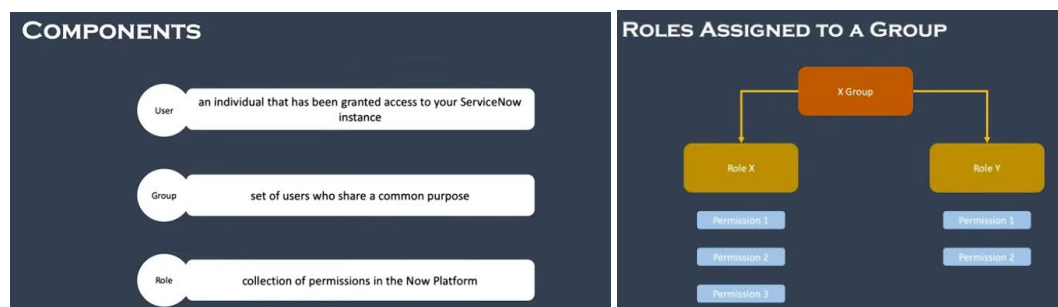 COMPONENTS
User
an individual that has been granted access to your ServiceNow
instance
Group
set of users who share a common purpose
Role
collection of permissions in the Now Platform
ROLES ASSIGNED TO A GROUP
X Group
Role X
Role Y
Permission 1
Permission 1
Permission 2
Permission 2
Permission 3